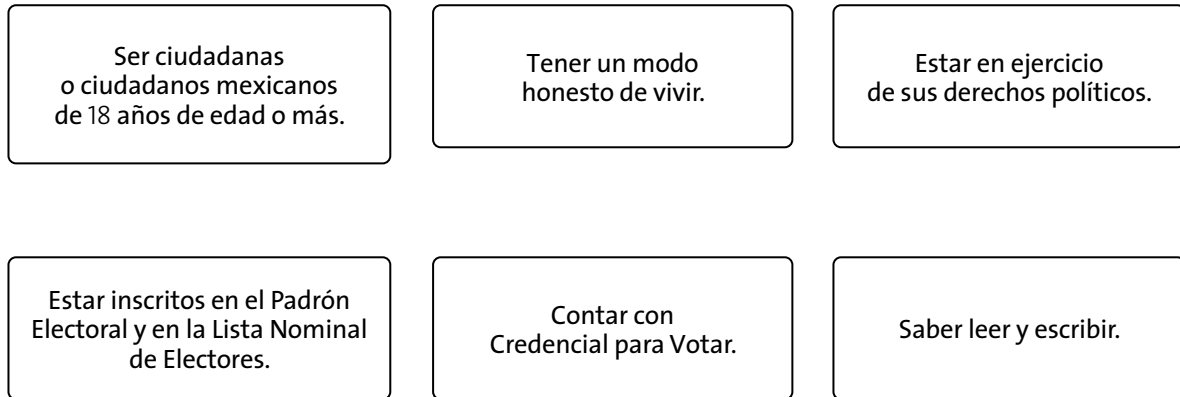 Ser ciudadanas
o ciudadanos mexicanos
de 18 años de edad o más.
Tener un modo
honesto de vivir.
Estar en ejercicio
de sus derechos políticos.
Estar inscritos en el Padrón
Electoral y en la Lista Nominal
de Electores.
Contar con
Credencial para Votar.
Saber leer y escribir.